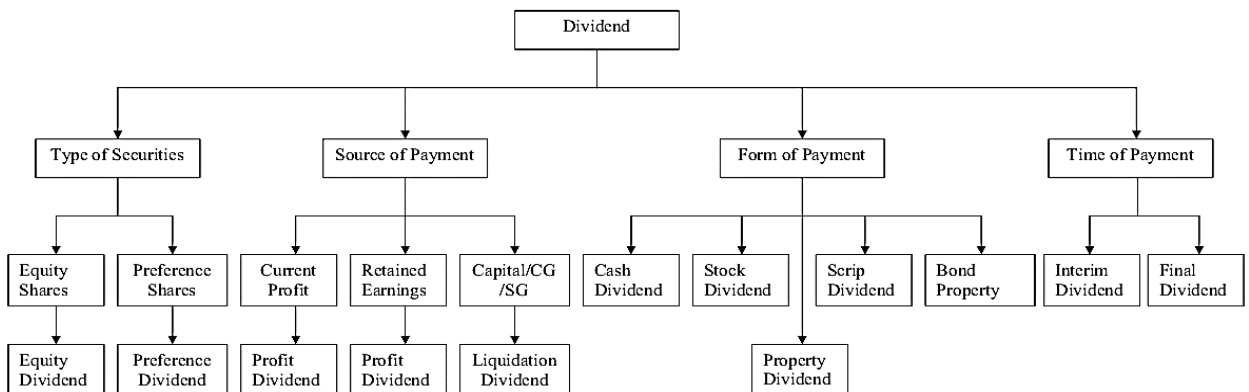 Dividend
Type of Securities
Source of Payment
Form of Payment
Time of Payment
Equity
Shares
Preference
Shares
Current
Profit
Retained
Earnings
Capital/CG
/SG
Cash
Dividend
Stock
Dividend
Scrip
Dividend
Bond
Property
Interim
Dividend
Final
Dividend
Equity
Dividend
Preference
Dividend
Profit
Dividend
Profit
Dividend
Liquidation
Dividend
Property
Dividend